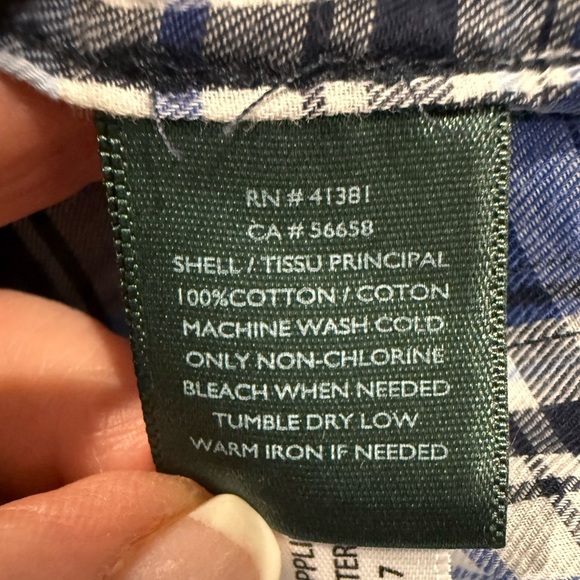 RN # 41381
CA # 56658
SHELL / TISSU PRINCIPAL
100%COTTON / COTON
MACHINE WASH COLD
ONLY NON-CHLORINE
BLEACH WHEN NEEDED
TUMBLE DRY LOW
WARM IRON IF NEEDED